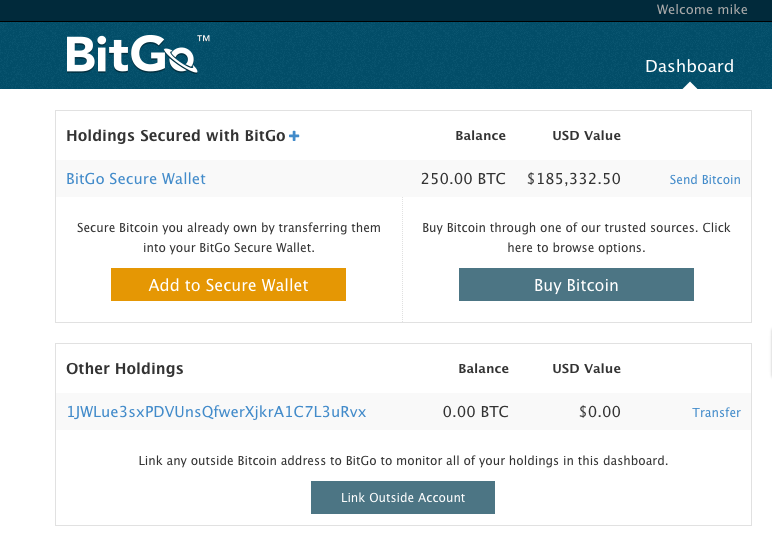 Welcome mike
BitGo™
Dashboard
Holdings Secured with BitGo+ Balance USD Value
BitGo Secure Wallet 250.00 BTC $185,332.50 Send Bitcoin
Secure Bitcoin you already own by transferring them
into your BitGo Secure Wallet.
Add to Secure Wallet
Buy Bitcoin through one of our trusted sources. Click
here to browse options.
Buy Bitcoin
Other Holdings Balance USD Value
1JWLue3sxPDVUnsQfwerXjkrA1C7L3uRvx 0.00 BTC $0.00 Transfer
Link any outside Bitcoin address to BitGo to monitor all of your holdings in this dashboard.
Link Outside Account